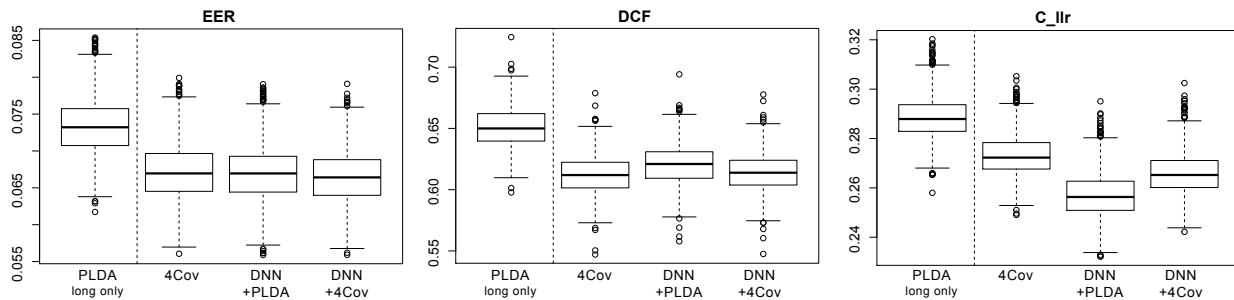 EER
0.085
0.075
0.065
0.055
PLDA
long only
4Cov
DNN
+PLDA
DNN
+4Cov
DCF
0.70
0.65
0.60
0.55
PLDA
long only
4Cov
DNN
+PLDA
DNN
+4Cov
C_llr
0.32
0.30
0.28
0.26
0.24
PLDA
long only
4Cov
DNN
+PLDA
DNN
+4Cov